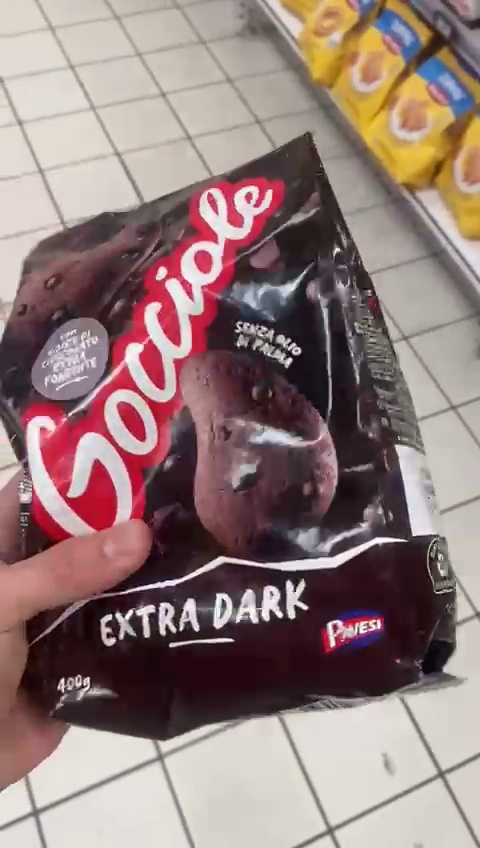 Gocciole
CON
GOCCE DI
CIOCCOLATO
EXTRA
FONDENTE
SENZA OLIO
DI PALMA
EXTRA DARK
PAVESI
400g